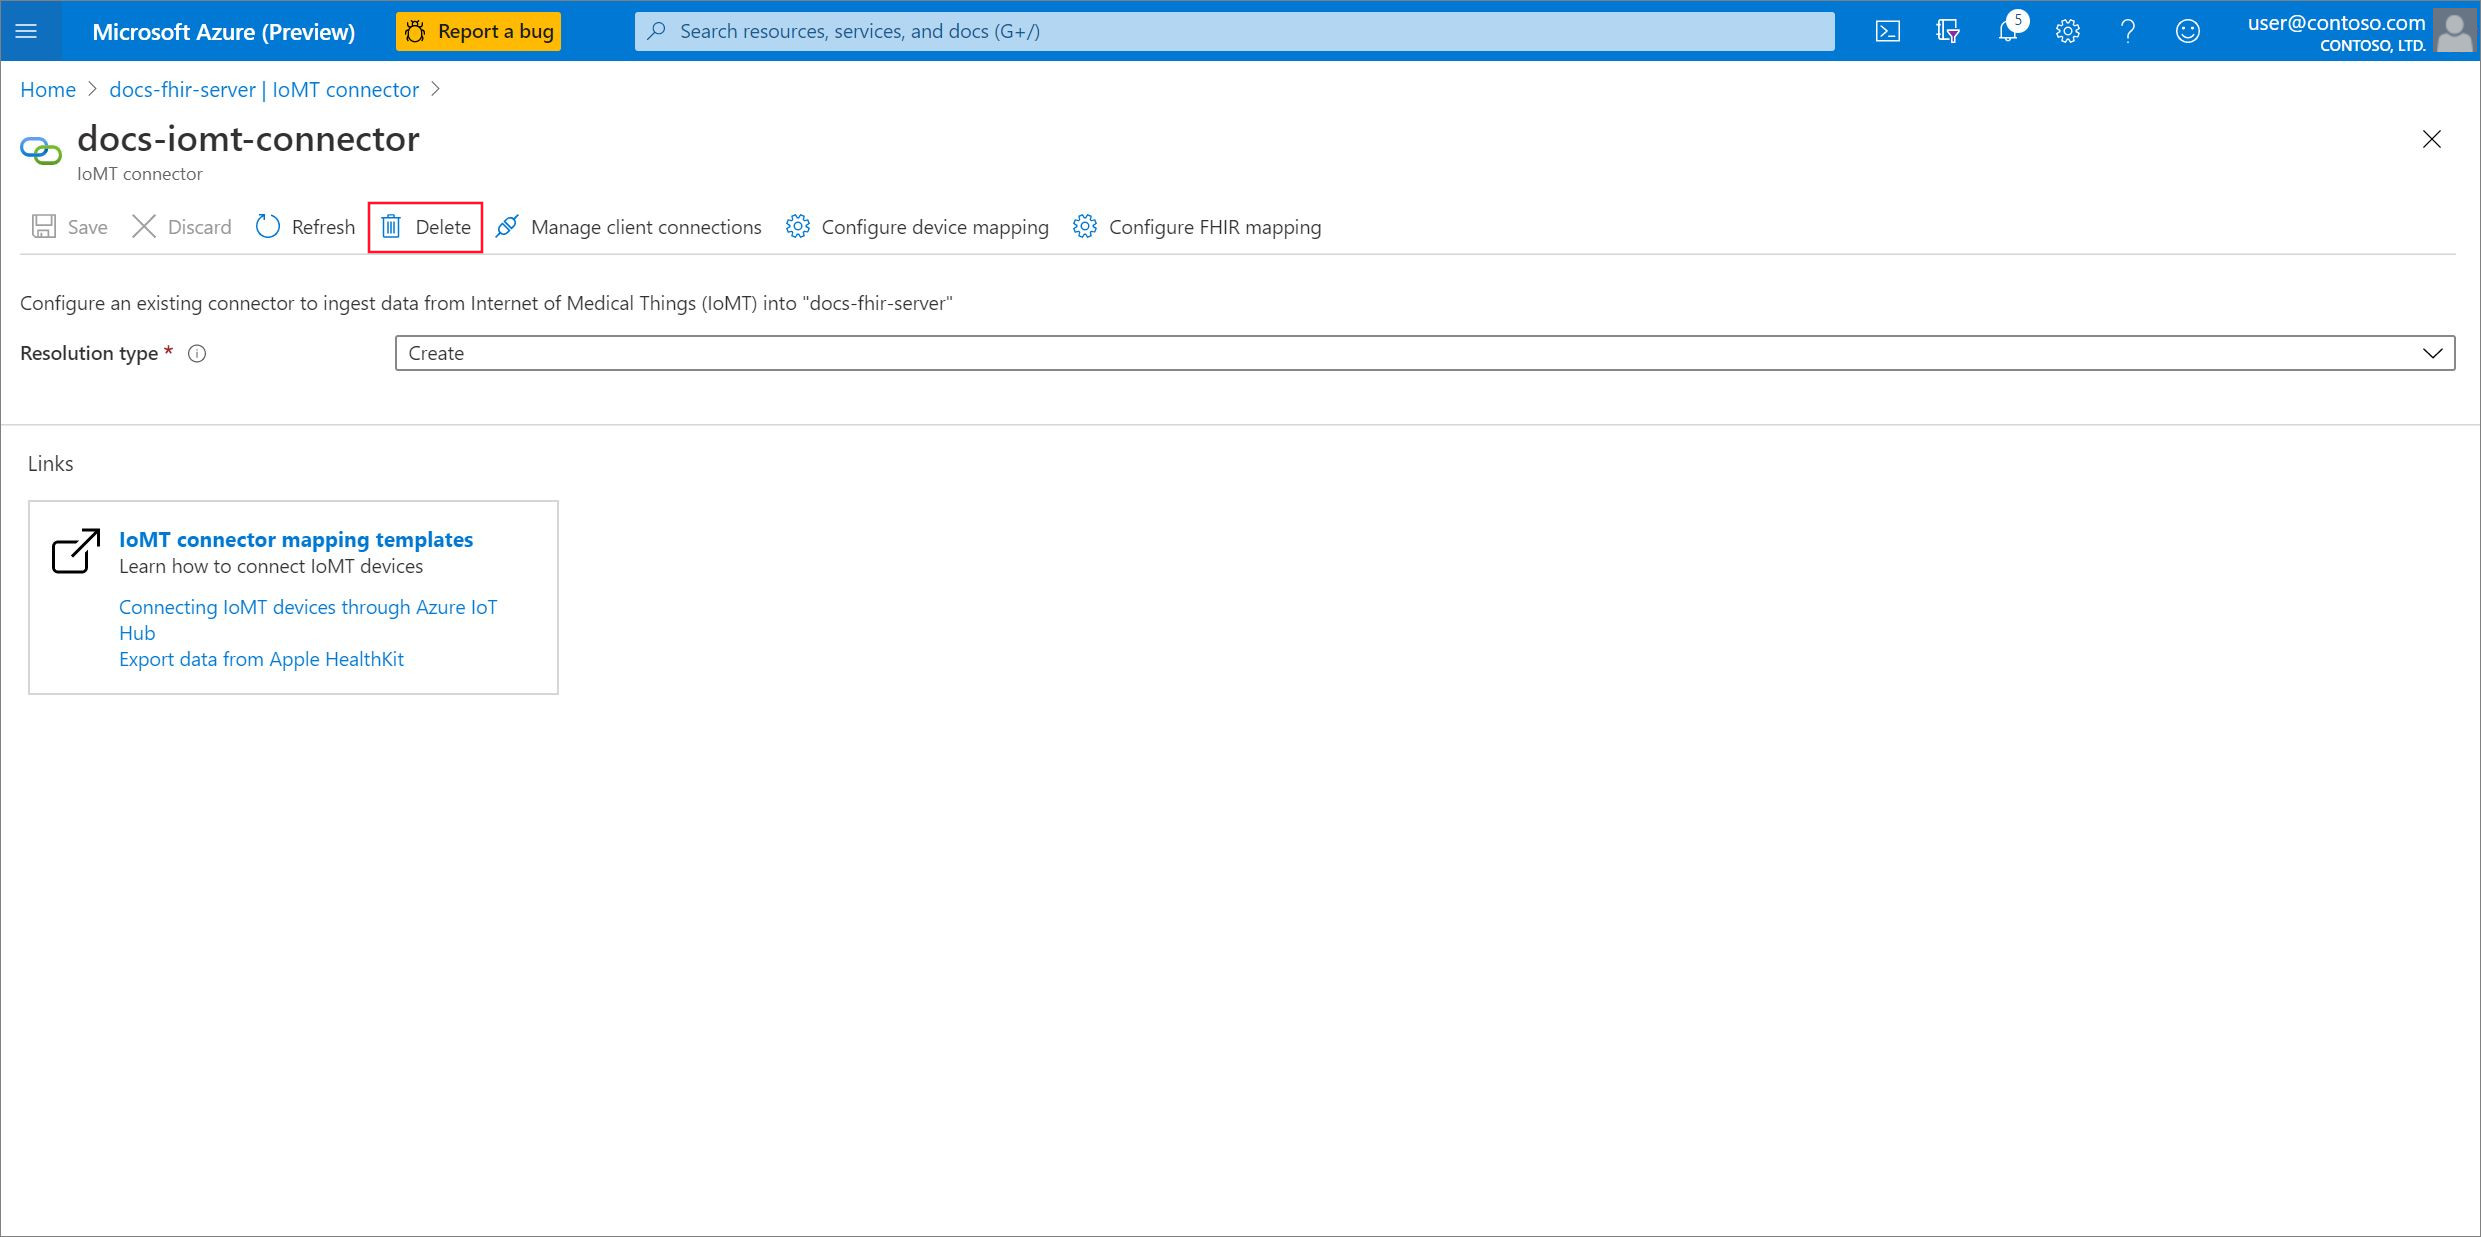 Microsoft Azure (Preview)
Report a bug
Search resources, services, and docs (G+/)
5
user@contoso.com
CONTOSO, LTD.
Home > docs-fhir-server | IoMT connector >
docs-iomt-connector
IoMT connector
Save Discard Refresh Delete Manage client connections Configure device mapping Configure FHIR mapping
Configure an existing connector to ingest data from Internet of Medical Things (IoMT) into "docs-fhir-server"
Resolution type *
Create
Links
IoMT connector mapping templates
Learn how to connect IoMT devices
Connecting IoMT devices through Azure IoT
Hub
Export data from Apple HealthKit